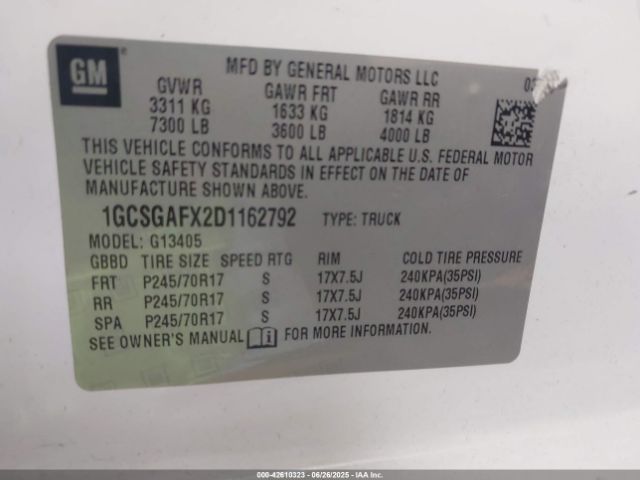 GM
®
MFD BY GENERAL MOTORS LLC
GVWR GAWR FRT GAWR RR
3311 KG 1633 KG 1814 KG
7300 LB 3600 LB 4000 LB
THIS VEHICLE CONFORMS TO ALL APPLICABLE U.S. FEDERAL MOTOR
VEHICLE SAFETY STANDARDS IN EFFECT ON THE DATE OF
MANUFACTURE SHOWN ABOVE.
1GCSGAFX2D1162792 TYPE: TRUCK
MODEL: G13405
GBBD TIRE SIZE SPEED RTG RIM COLD TIRE PRESSURE
FRT P245/70R17 S 17X7.5J 240KPA(35PSI)
RR P245/70R17 S 17X7.5J 240KPA(35PSI)
SPA P245/70R17 S 17X7.5J 240KPA(35PSI)
SEE OWNER'S MANUAL FOR MORE INFORMATION.
000-42610323 - 06/26/2025 - COPYRIGHT IAA, LLC.